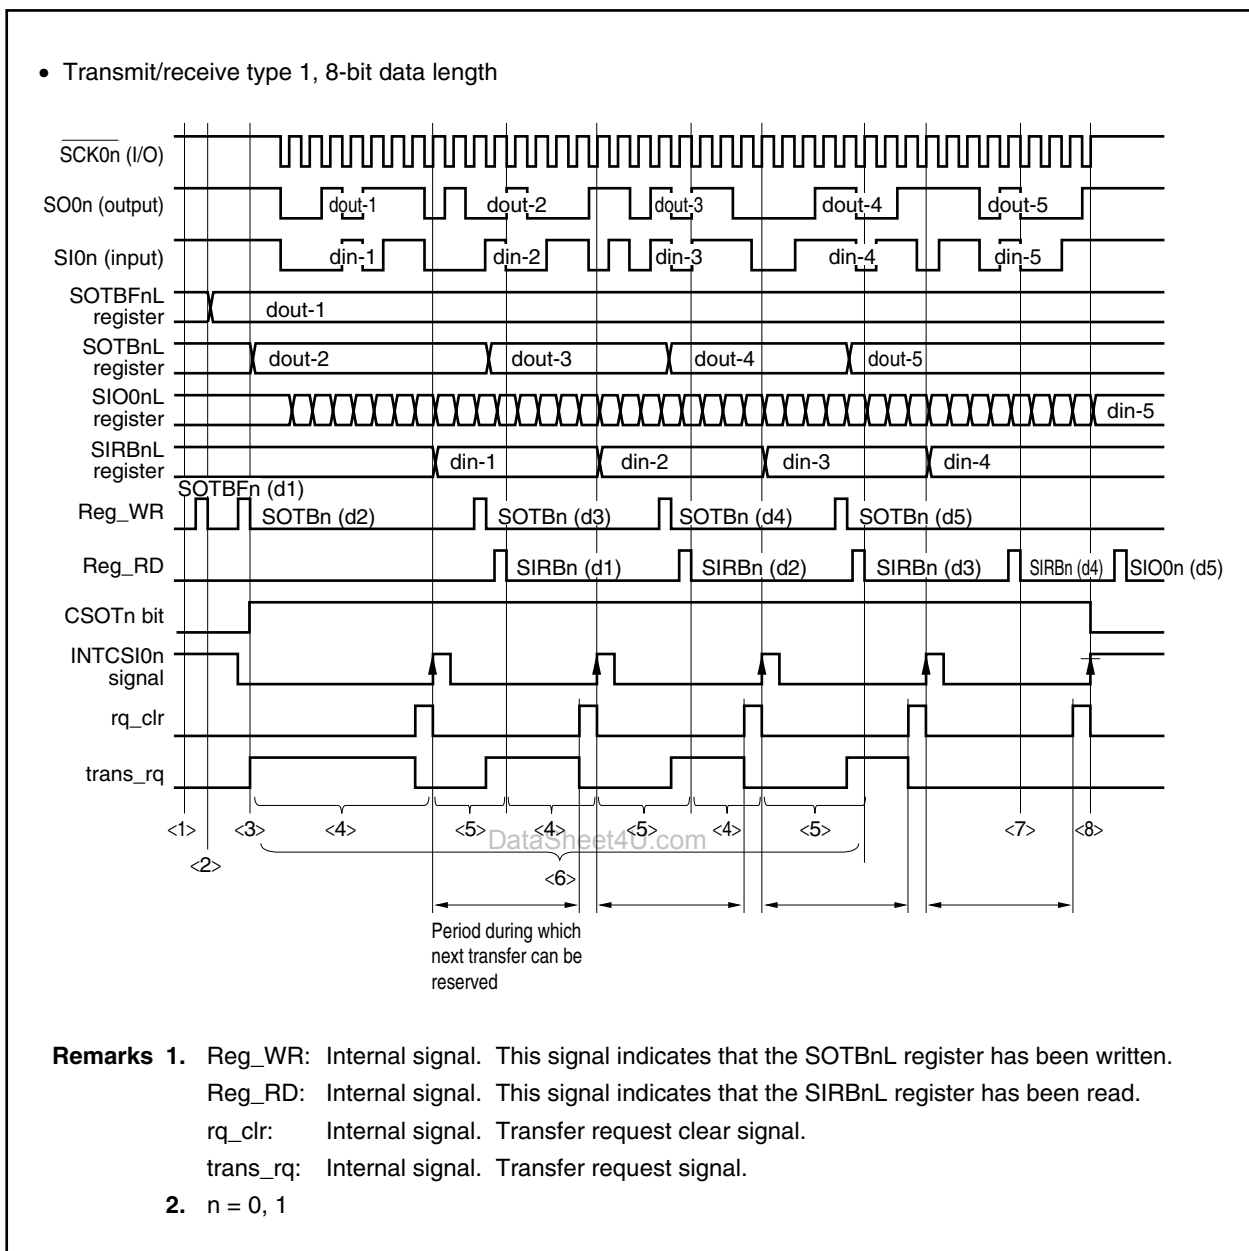 • Transmit/receive type 1, 8-bit data length
SCK0n (I/O)
SO0n (output)
dout-1
dout-2
dout-3
dout-4
dout-5
SI0n (input)
din-1
din-2
din-3
din-4
din-5
SOTBFnL
register
dout-1
SOTBnL
register
dout-2
dout-3
dout-4
dout-5
SIO0nL
register
din-5
SIRBnL
register
din-1
din-2
din-3
din-4
SOTBFn (d1)
Reg_WR
SOTBn (d2)
SOTBn (d3)
SOTBn (d4)
SOTBn (d5)
Reg_RD
SIRBn (d1)
SIRBn (d2)
SIRBn (d3)
SIRBn (d4)
SIO0n (d5)
CSOTn bit
INTCSI0n
signal
rq_clr
trans_rq
<1>
<3>
<4>
<5>
<4>
<5>
<4>
<5>
<7>
<8>
DataSheet4U.com
<2>
<6>
Period during which
next transfer can be
reserved
Remarks 1. Reg_WR: Internal signal. This signal indicates that the SOTBnL register has been written.
Reg_RD: Internal signal. This signal indicates that the SIRBnL register has been read.
rq_clr: Internal signal. Transfer request clear signal.
trans_rq: Internal signal. Transfer request signal.
2. n = 0, 1